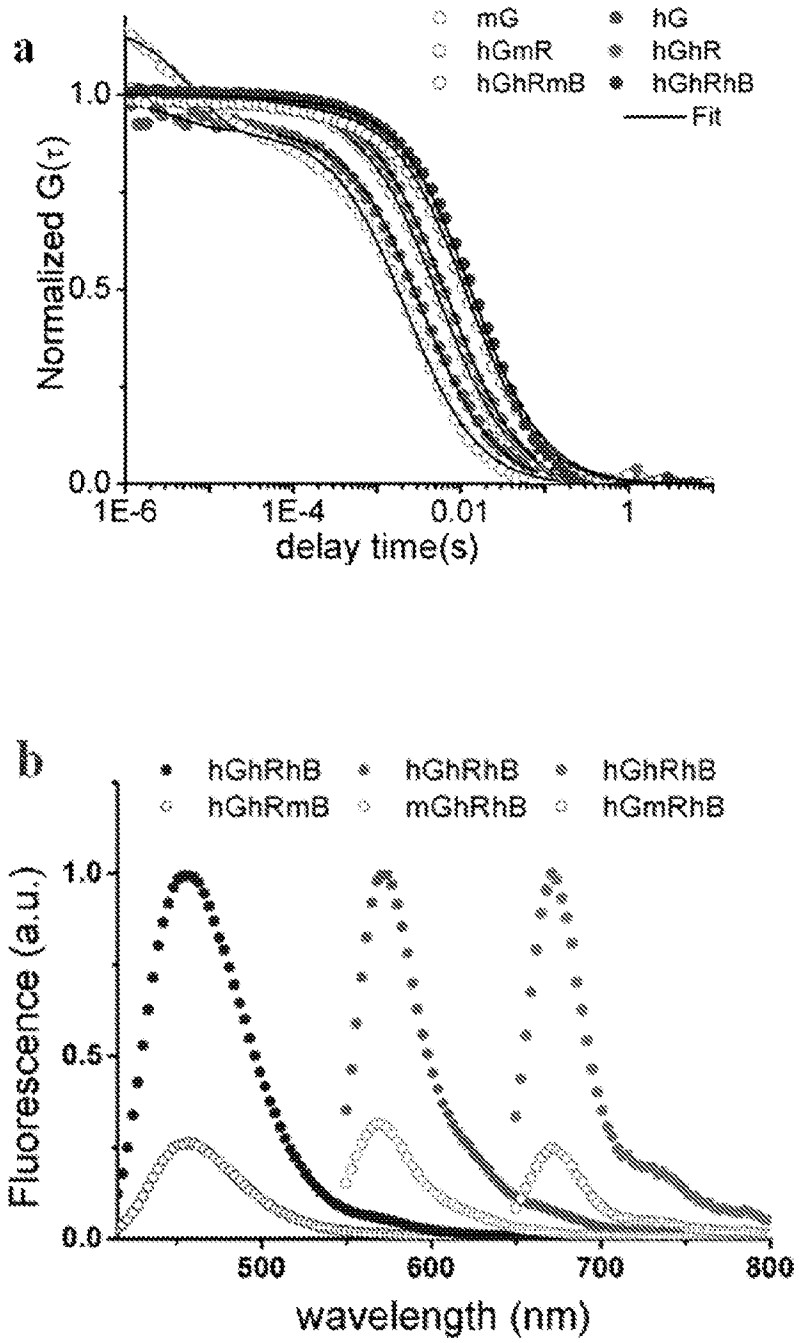 a
mG hG
hGmR hGhR
hGhRmB hGhRhB
Fit
Normalized G(τ)
1.0
0.5
0.0
1E-6 1E-4 0.01 1
delay time(s)
b
hGhRhB hGhRhB hGhRhB
hGhRmB mGhRhB hGmRhB
Fluorescence (a.u.)
1.0
0.5
0.0
500 600 700 800
wavelength (nm)